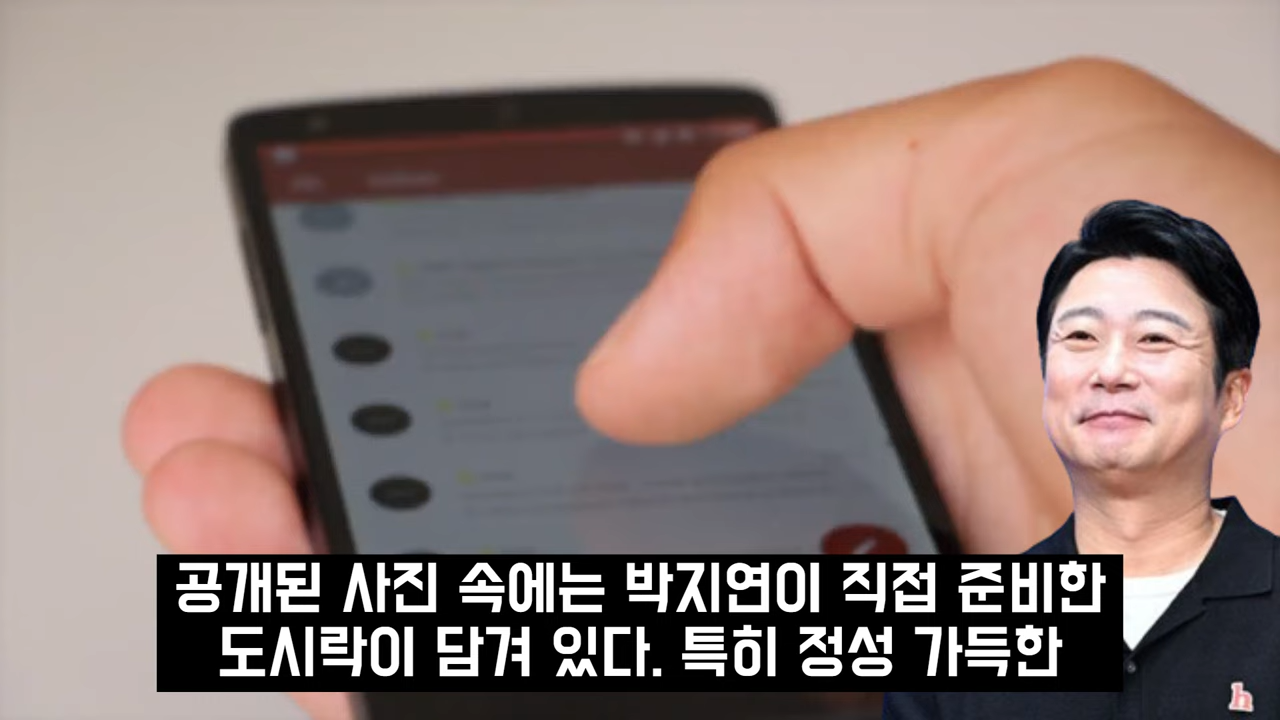 공개된 사진 속에는 박지연이 직접 준비한
도시락이 담겨 있다. 특히 정성 가득한
h